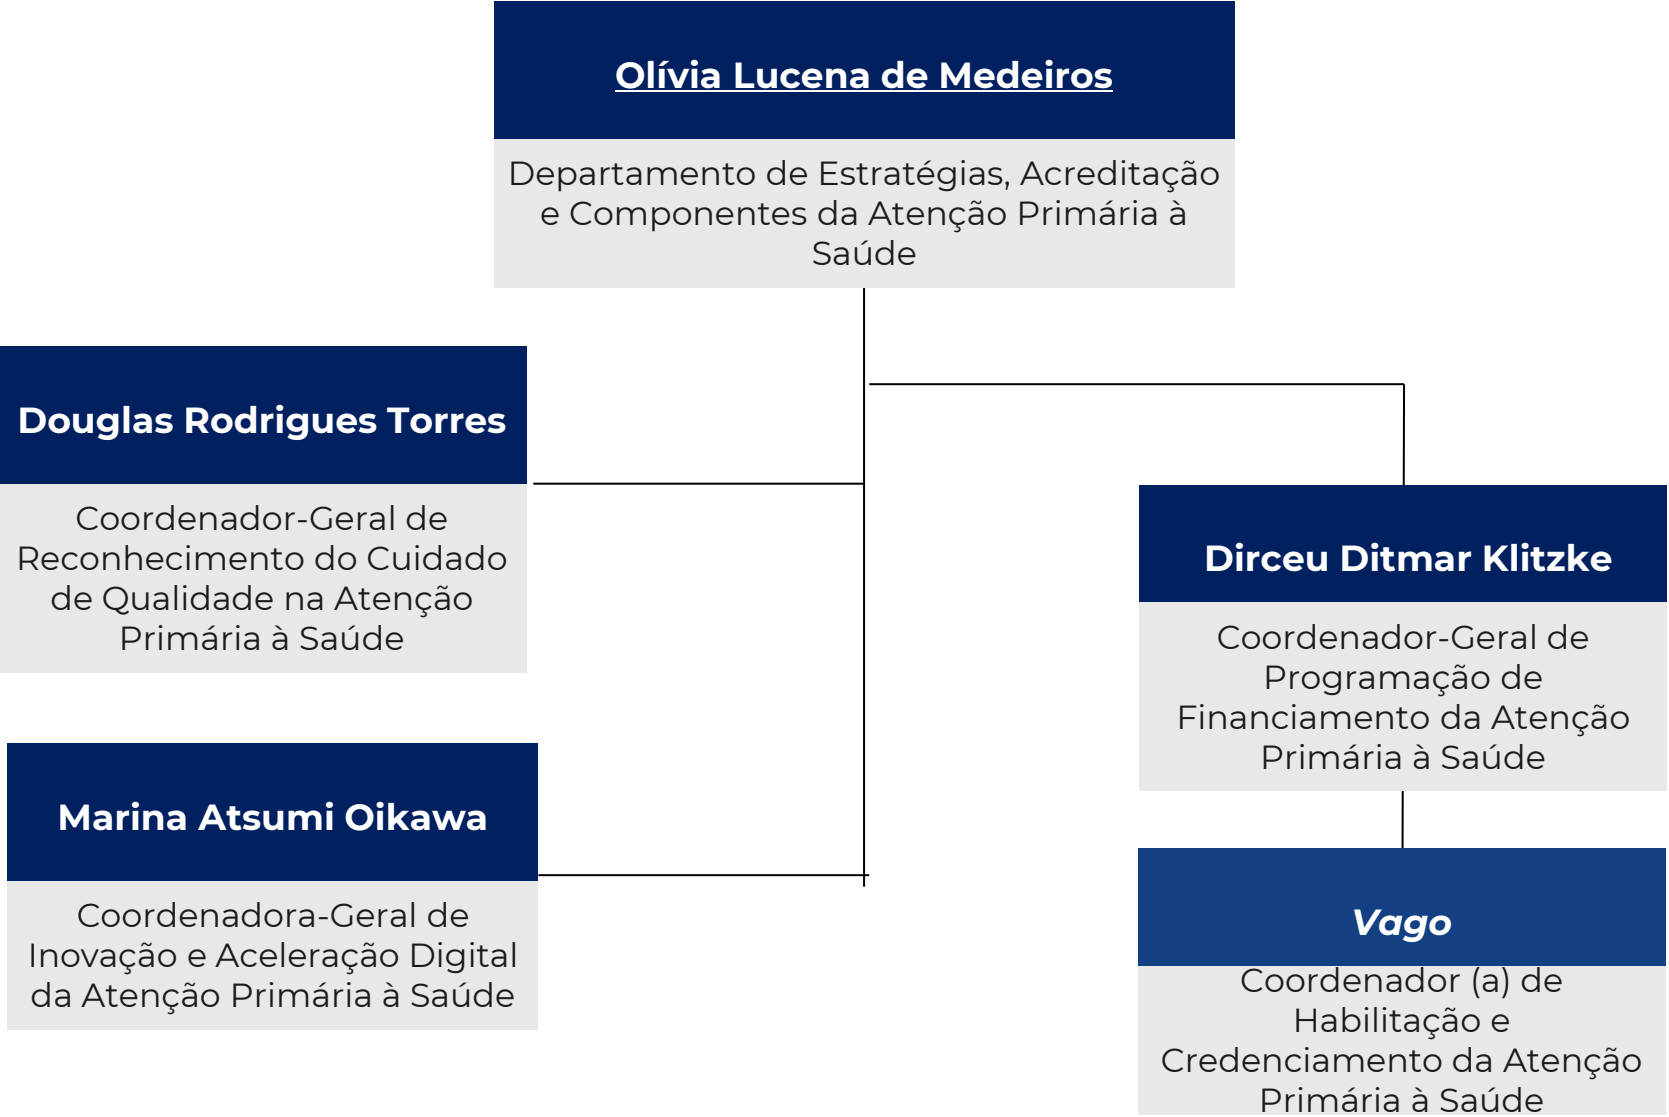 Olívia Lucena de Medeiros
Departamento de Estratégias, Acreditação
e Componentes da Atenção Primária à
Saúde
Douglas Rodrigues Torres
Coordenador-Geral de
Reconhecimento do Cuidado
de Qualidade na Atenção
Primária à Saúde
Dirceu Ditmar Klitzke
Coordenador-Geral de
Programação de
Financiamento da Atenção
Primária à Saúde
Marina Atsumi Oikawa
Coordenadora-Geral de
Inovação e Aceleração Digital
da Atenção Primária à Saúde
Vago
Coordenador (a) de
Habilitação e
Credenciamento da Atenção
Primária à Saúde